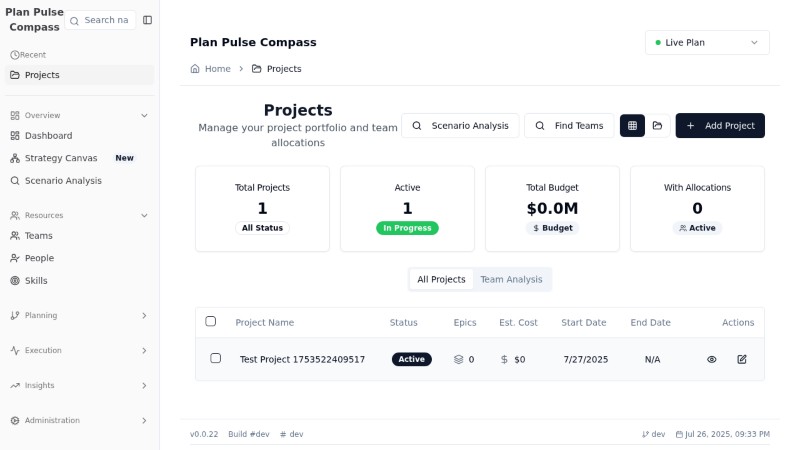 Plan Pulse
Compass
Search na
Recent
Projects
Overview
Dashboard
Strategy Canvas New
Scenario Analysis
Resources
Teams
People
Skills
Planning
Execution
Insights
Administration
Plan Pulse Compass
Live Plan
Home > Projects
Projects
Manage your project portfolio and team
allocations
Scenario Analysis
Find Teams
+ Add Project
Total Projects
1
All Status
Active
1
In Progress
Total Budget
$0.0M
$ Budget
With Allocations
0
Active
All Projects Team Analysis
Project Name Status Epics Est. Cost Start Date End Date Actions
Test Project 1753522409517 Active 0 $ $0 7/27/2025 N/A
v0.0.22 Build #dev # dev
dev Jul 26, 2025, 09:33 PM